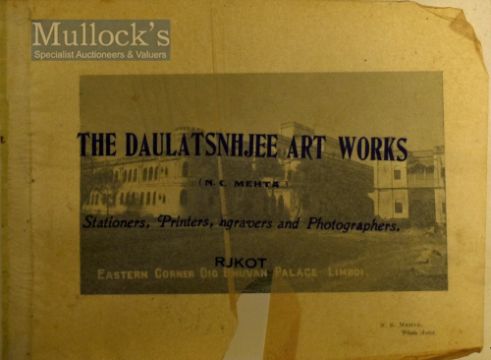 Mullock's
Specialist Auctioneers & Valuers
THE DAULATSNHJEE ART WORKS
(N. C. MEHTA)
Stationers, Printers, ngravers and Photographers.
RJKOT
EASTERN CORNER DIG BHUVAN PALACE LIMBDI.